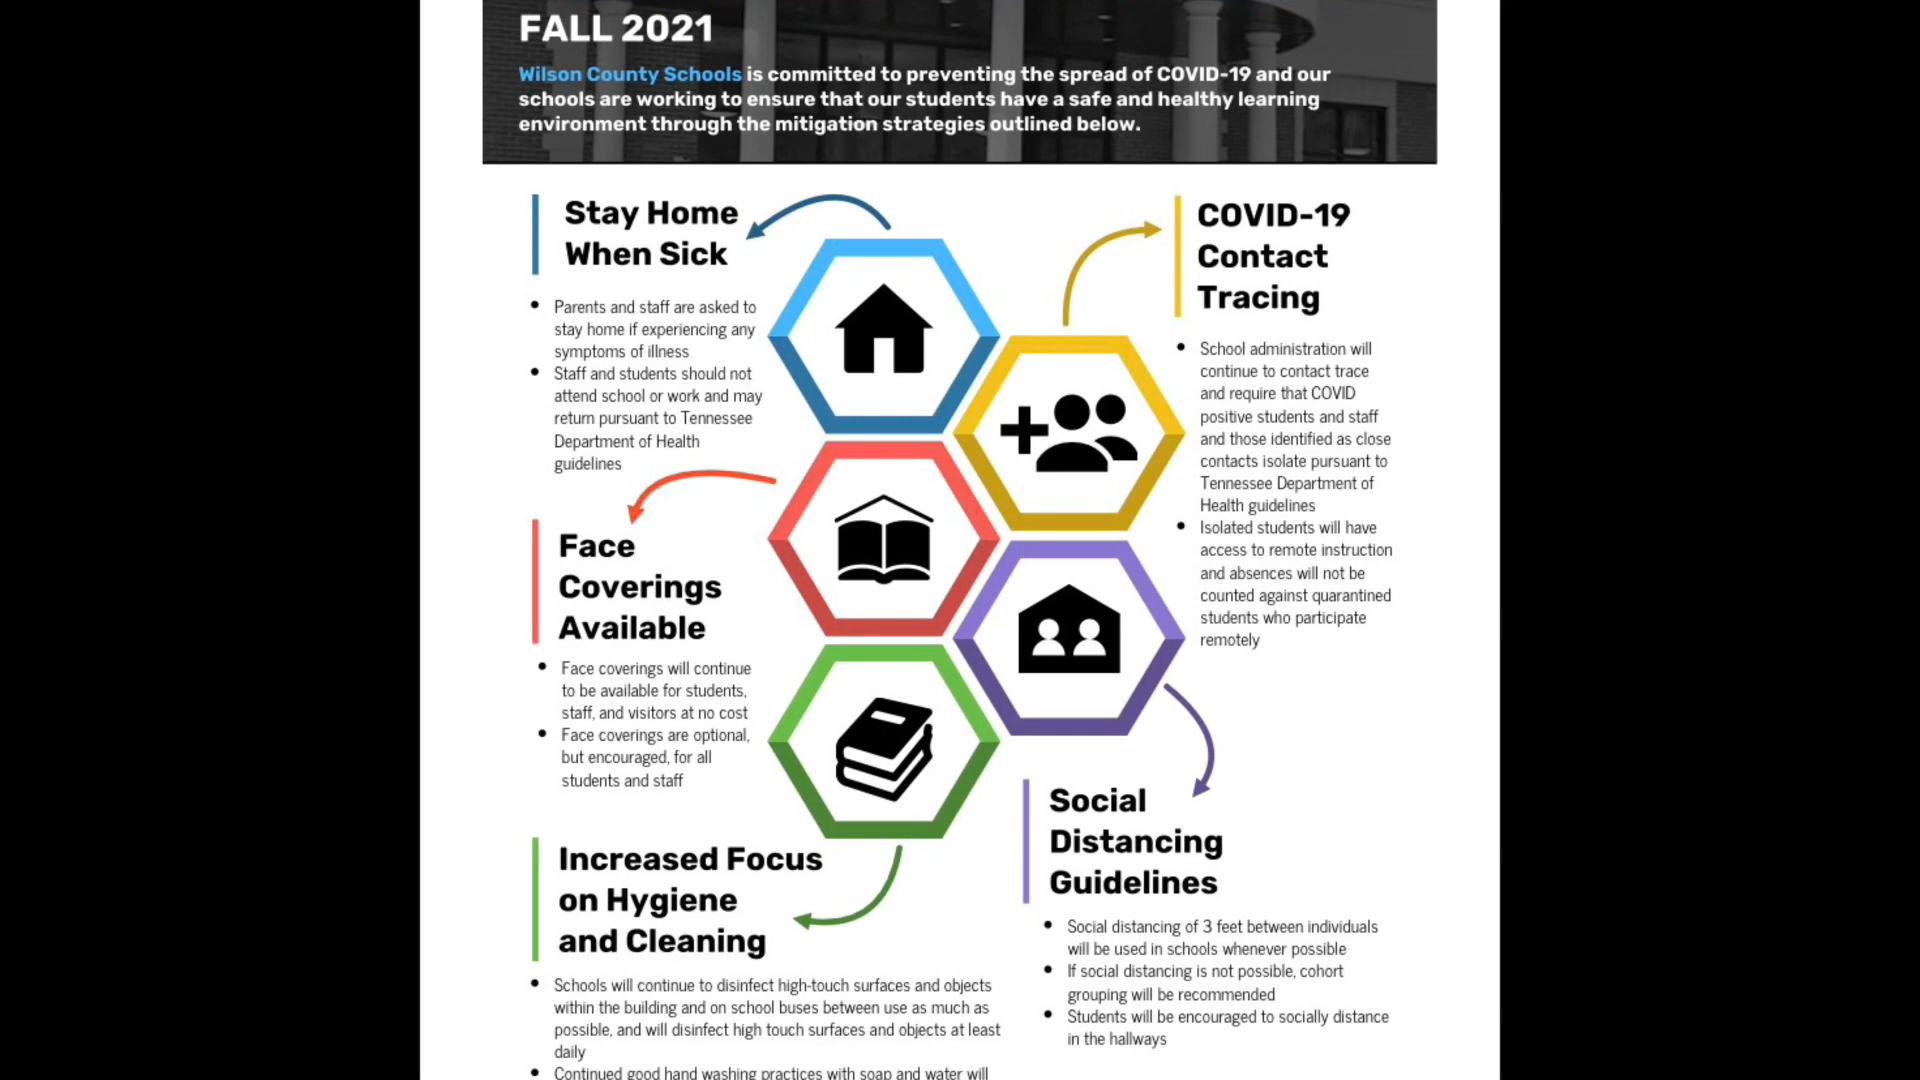 FALL 2021
Wilson County Schools is committed to preventing the spread of COVID-19 and our
schools are working to ensure that our students have a safe and healthy learning
environment through the mitigation strategies outlined below.
Stay Home
When Sick
• Parents and staff are asked to
stay home if experiencing any
symptoms of illness
• Staff and students should not
attend school or work and may
return pursuant to Tennessee
Department of Health
guidelines
COVID-19
Contact
Tracing
• School administration will
continue to contact trace
and require that COVID
positive students and staff
and those identified as close
contacts isolate pursuant to
Tennessee Department of
Health guidelines
• Isolated students will have
access to remote instruction
and absences will not be
counted against quarantined
students who participate
remotely
Face
Coverings
Available
• Face coverings will continue
to be available for students,
staff, and visitors at no cost
• Face coverings are optional,
but encouraged, for all
students and staff
Social
Distancing
Guidelines
• Social distancing of 3 feet between individuals
will be used in schools whenever possible
• If social distancing is not possible, cohort
grouping will be recommended
• Students will be encouraged to socially distance
in the hallways
Increased Focus
on Hygiene
and Cleaning
• Schools will continue to disinfect high-touch surfaces and objects
within the building and on school buses between use as much as
possible, and will disinfect high touch surfaces and objects at least
daily
• Continued good hand washing practices with soap and water will